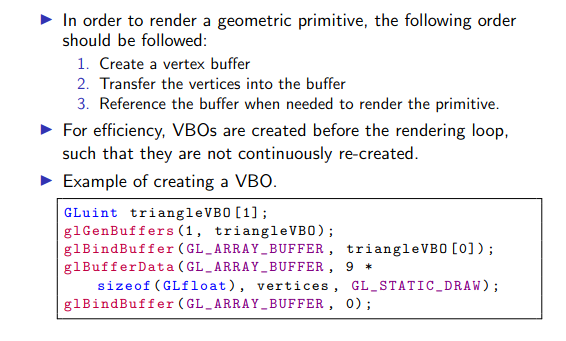 ▶ In order to render a geometric primitive, the following order
should be followed:
1. Create a vertex buffer
2. Transfer the vertices into the buffer
3. Reference the buffer when needed to render the primitive.
▶ For efficiency, VBOs are created before the rendering loop,
such that they are not continuously re-created.
▶ Example of creating a VBO.
GLuint triangleVBO[1];
glGenBuffers(1, triangleVBO);
glBindBuffer(GL_ARRAY_BUFFER, triangleVBO[0]);
glBufferData(GL_ARRAY_BUFFER, 9 *
sizeof(GLfloat), vertices, GL_STATIC_DRAW);
glBindBuffer(GL_ARRAY_BUFFER, 0);